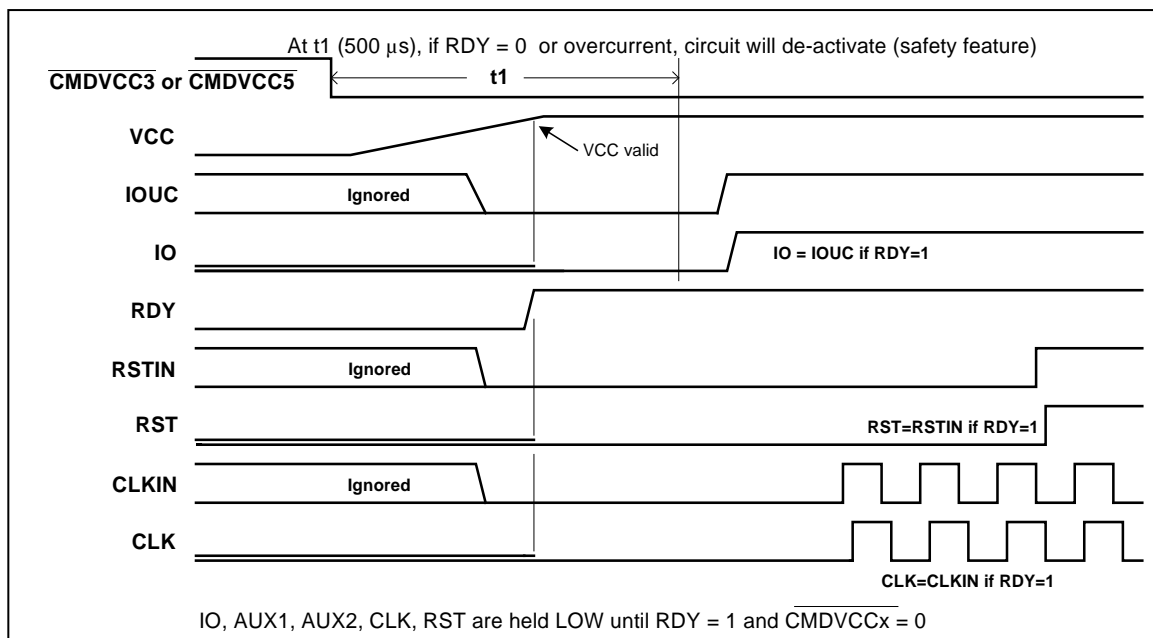 At t1 (500 μs), if RDY = 0 or overcurrent, circuit will de-activate (safety feature)
CMDVCC3 or CMDVCC5
t1
VCC
VCC valid
IOUC
Ignored
IO
IO = IOUC if RDY=1
RDY
RSTIN
Ignored
RST
RST=RSTIN if RDY=1
CLKIN
Ignored
CLK
CLK=CLKIN if RDY=1
IO, AUX1, AUX2, CLK, RST are held LOW until RDY = 1 and CMDVCCx = 0